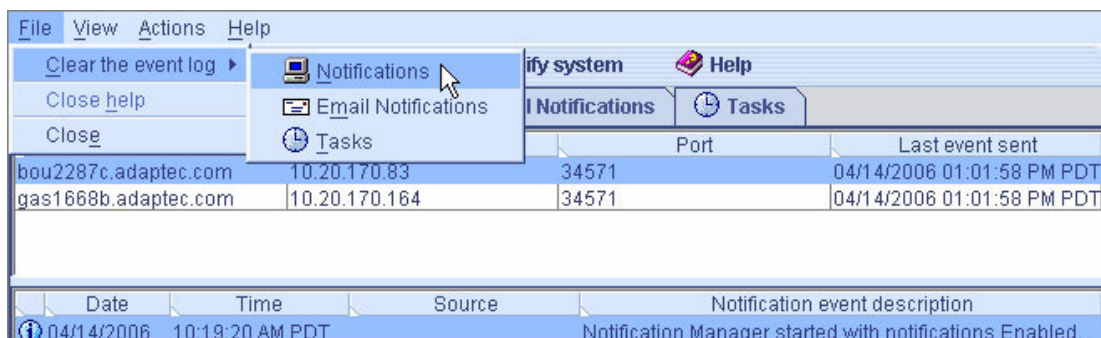 File View Actions Help
Clear the event log Notifications ify system Help
Close help Email Notifications l Notifications Tasks
Close Tasks
Port Last event sent
bou2287c.adaptec.com 10.20.170.83 34571 04/14/2006 01:01:58 PM PDT
gas1668b.adaptec.com 10.20.170.164 34571 04/14/2006 01:01:58 PM PDT
Date Time Source Notification event description
04/14/2006 10:19:20 AM PDT Notification Manager started with notifications Enabled.